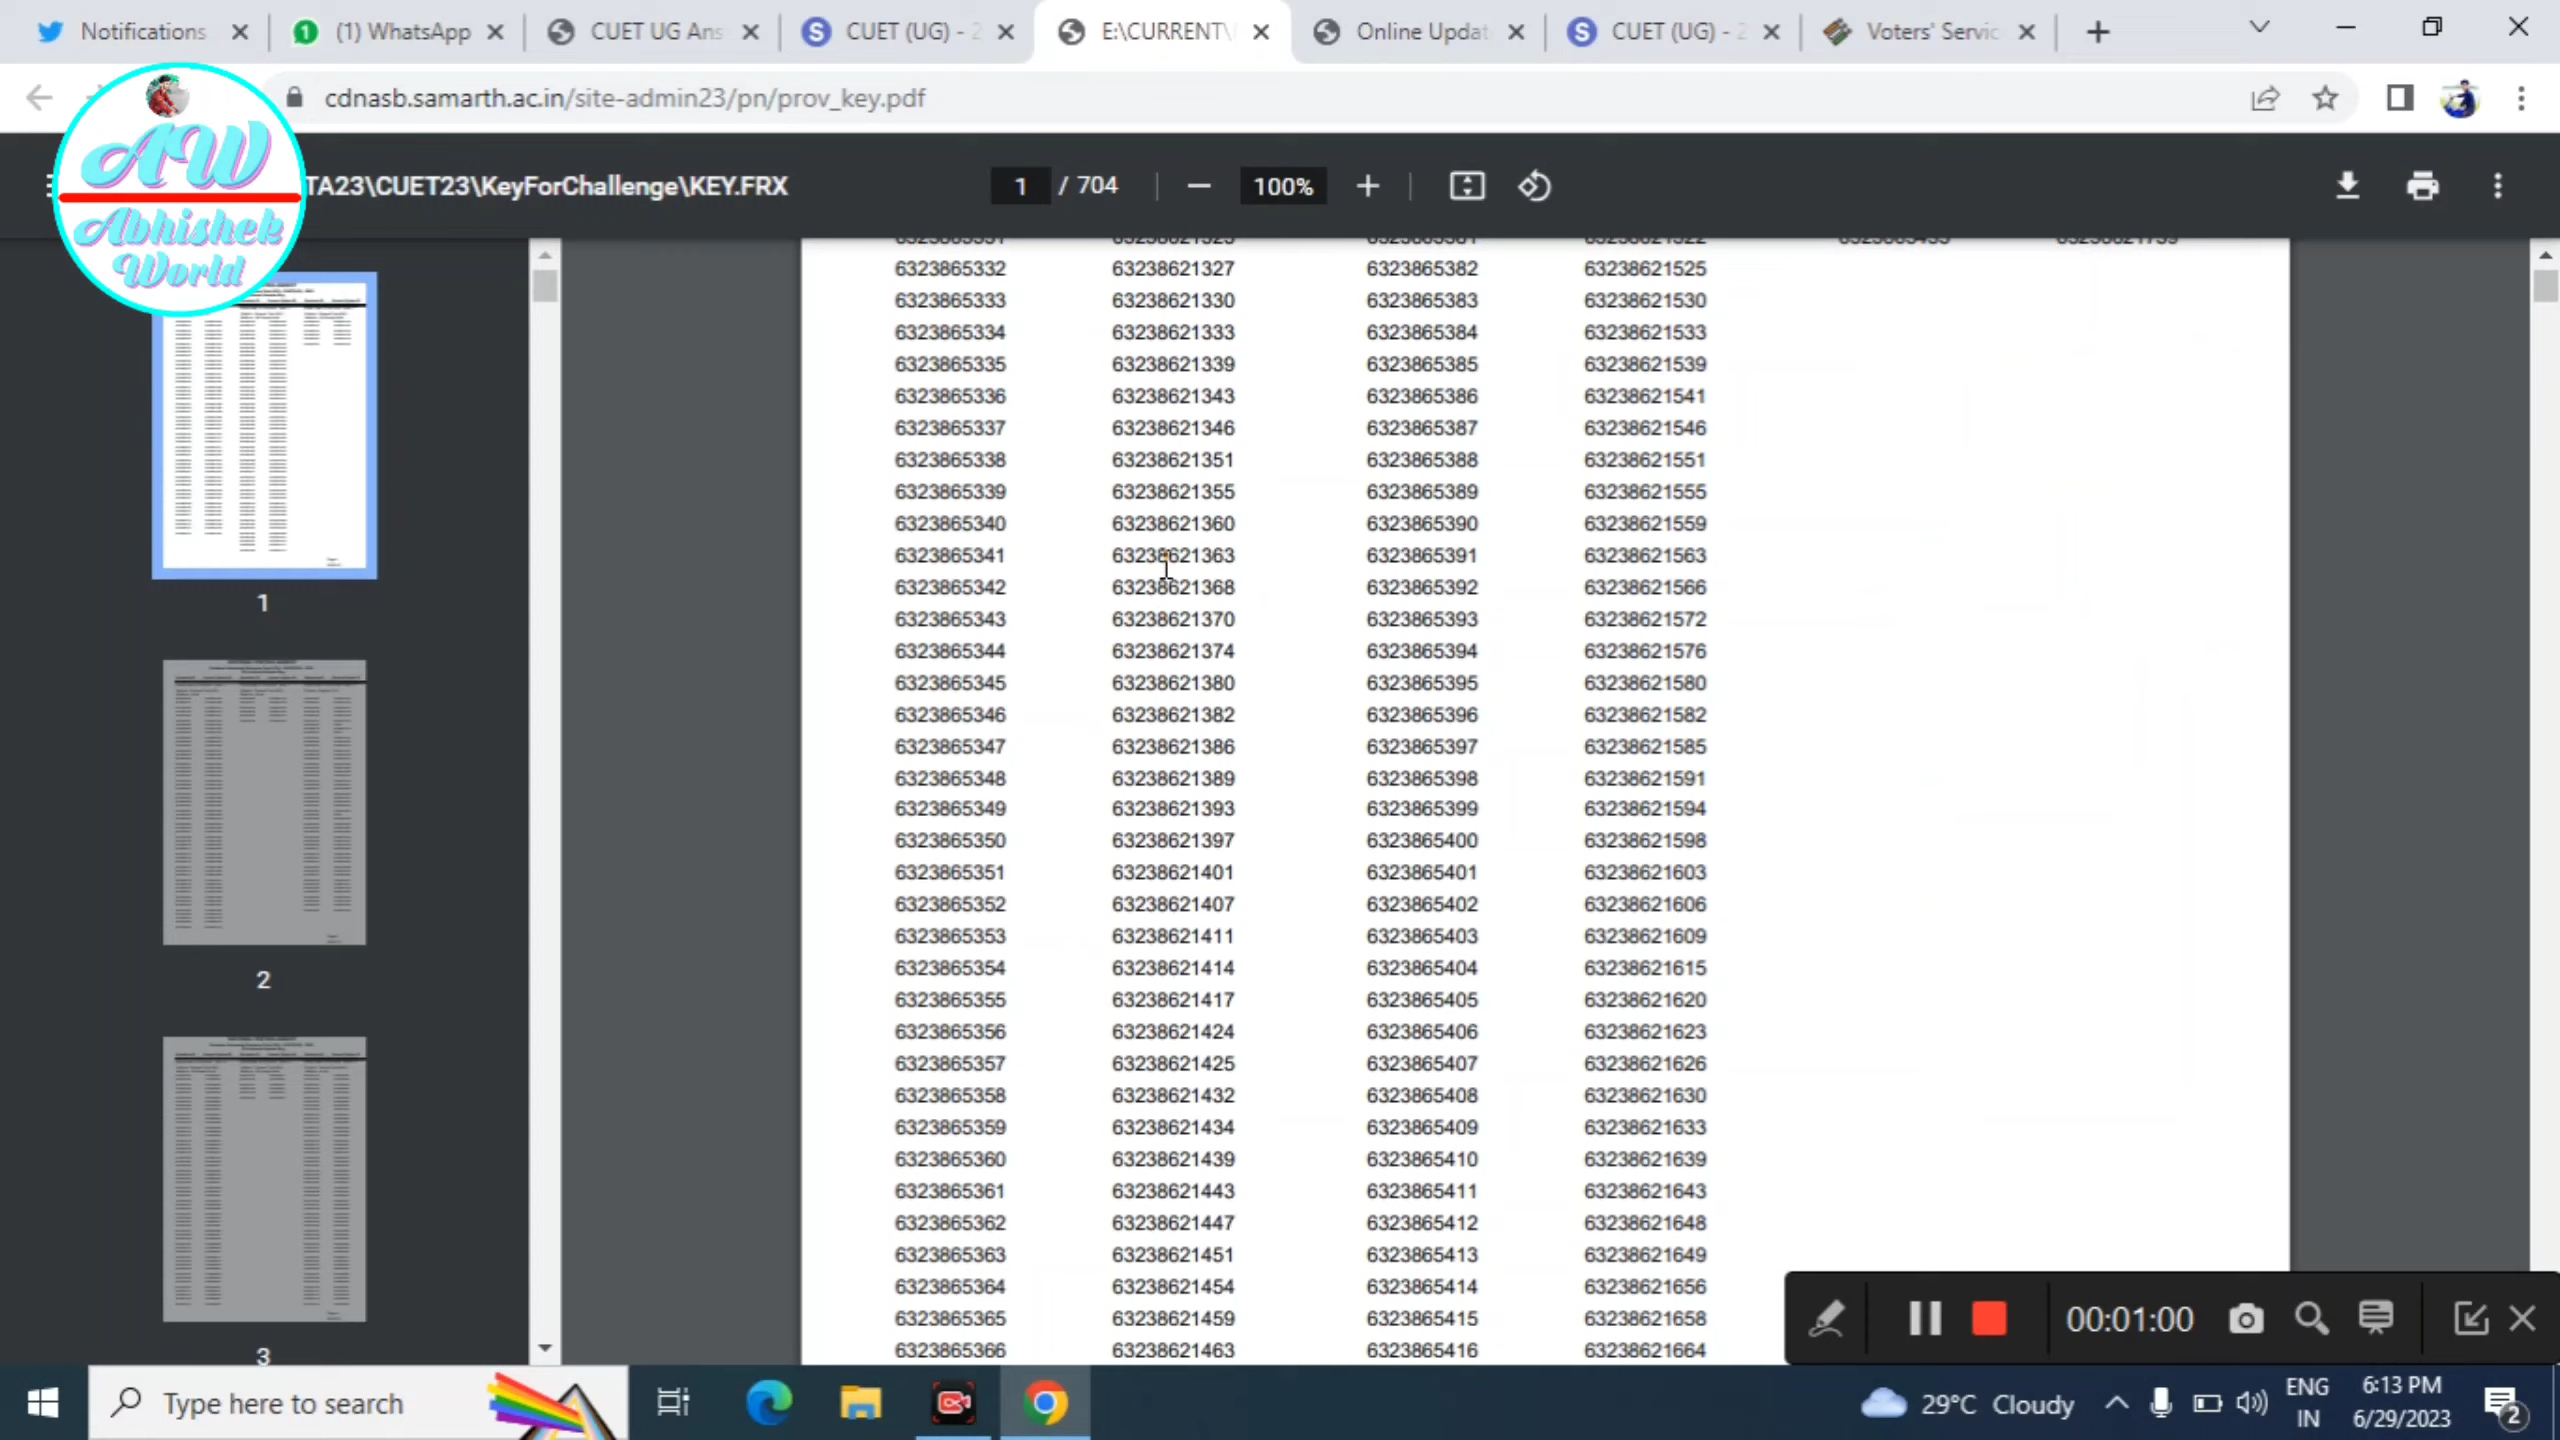 Notifications (1) WhatsApp CUET UG Ans CUET (UG) - 2 E:\CURRENT\ Online Updat CUET (UG) - 2 Voters' Servic
cdnasb.samarth.ac.in/site-admin23/pn/prov_key.pdf
AW
Abhishek
World
TA23\CUET23\KeyForChallenge\KEY.FRX 1 / 704 100%
6323865332 63238621327 6323865382 63238621525
6323865333 63238621330 6323865383 63238621530
6323865334 63238621333 6323865384 63238621533
6323865335 63238621339 6323865385 63238621539
6323865336 63238621343 6323865386 63238621541
6323865337 63238621346 6323865387 63238621546
6323865338 63238621351 6323865388 63238621551
6323865339 63238621355 6323865389 63238621555
6323865340 63238621360 6323865390 63238621559
6323865341 63238621363 6323865391 63238621563
6323865342 63238621368 6323865392 63238621566
6323865343 63238621370 6323865393 63238621572
6323865344 63238621374 6323865394 63238621576
6323865345 63238621380 6323865395 63238621580
6323865346 63238621382 6323865396 63238621582
6323865347 63238621386 6323865397 63238621585
6323865348 63238621389 6323865398 63238621591
6323865349 63238621393 6323865399 63238621594
6323865350 63238621397 6323865400 63238621598
6323865351 63238621401 6323865401 63238621603
6323865352 63238621407 6323865402 63238621606
6323865353 63238621411 6323865403 63238621609
6323865354 63238621414 6323865404 63238621615
6323865355 63238621417 6323865405 63238621620
6323865356 63238621424 6323865406 63238621623
6323865357 63238621425 6323865407 63238621626
6323865358 63238621432 6323865408 63238621630
6323865359 63238621434 6323865409 63238621633
6323865360 63238621439 6323865410 63238621639
6323865361 63238621443 6323865411 63238621643
6323865362 63238621447 6323865412 63238621648
6323865363 63238621451 6323865413 63238621649
6323865364 63238621454 6323865414 63238621656
6323865365 63238621459 6323865415 63238621658
6323865366 63238621463 6323865416 63238621664
1
2
3
00:01:00
Type here to search
29°C Cloudy
ENG
IN
6:13 PM
6/29/2023
2